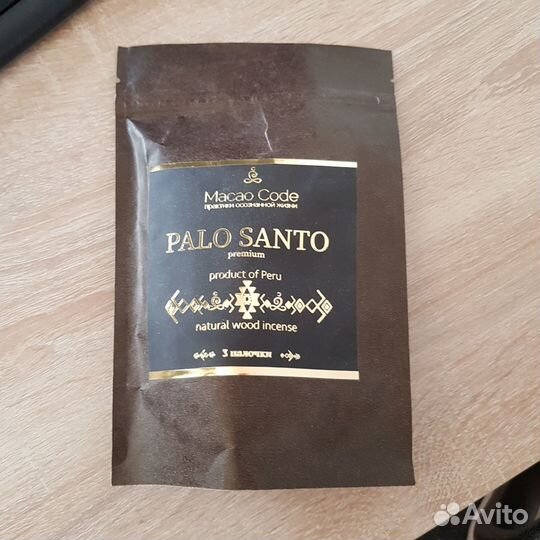 Macao Code
практики осознанной жизни
PALO SANTO
premium
product of Peru
natural wood incense
3 палочки
Avito